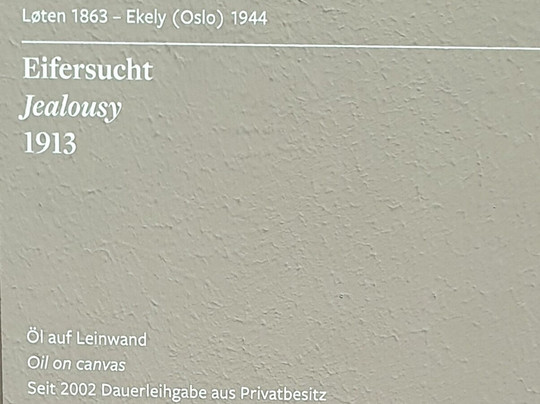 Løten 1863 – Ekely (Oslo) 1944
Eifersucht
Jealousy
1913
Öl auf Leinwand
Oil on canvas
Seit 2002 Dauerleihgabe aus Privatbesitz